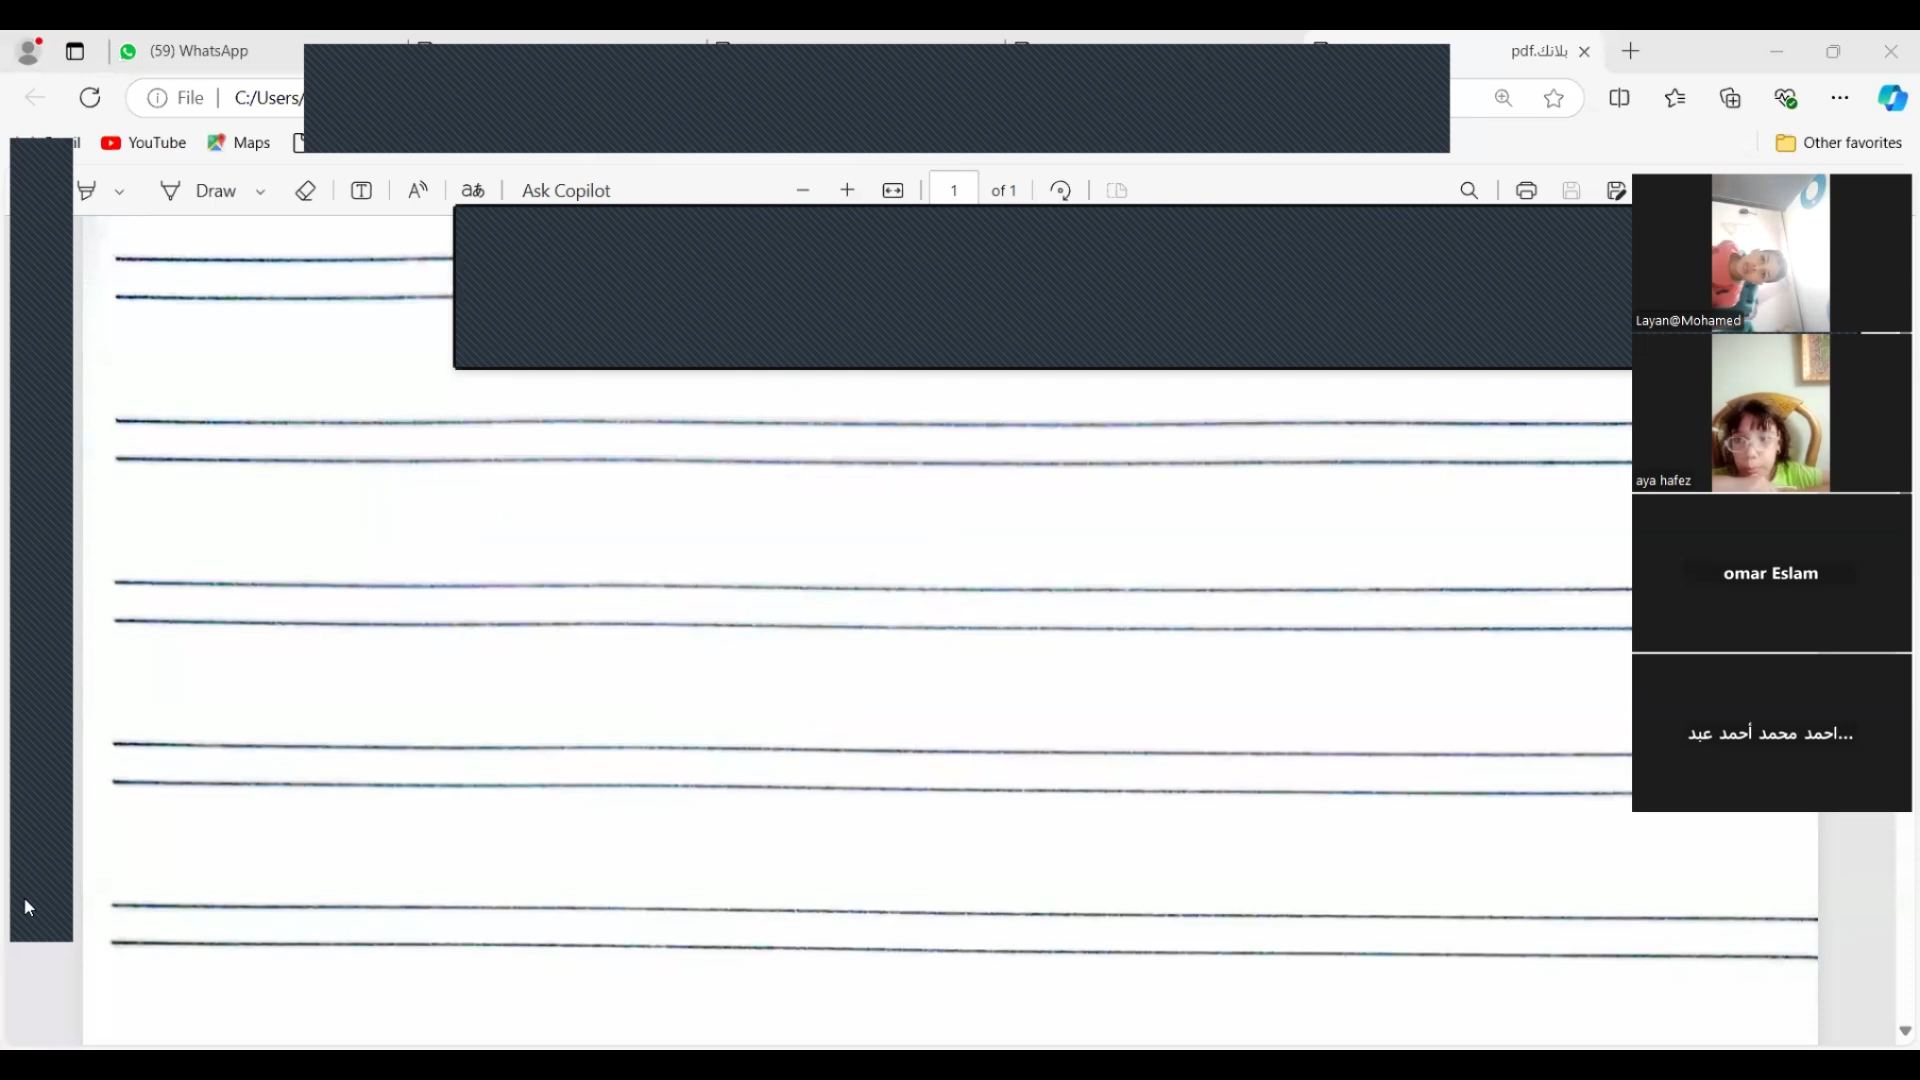 (59) WhatsApp
بلانك.pdf
File
C:/Users/
YouTube
Maps
Other favorites
Draw
Ask Copilot
1
of 1
Layan@Mohamed
aya hafez
omar Eslam
احمد محمد أحمد عبد...